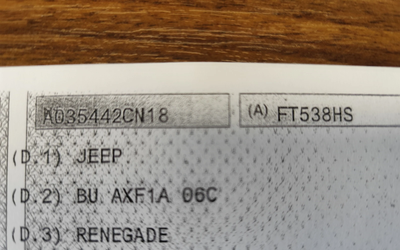 A035442CN18 (A) FT538HS
(D.1) JEEP
(D.2) BU AXF1A 06C
(D.3) RENEGADE